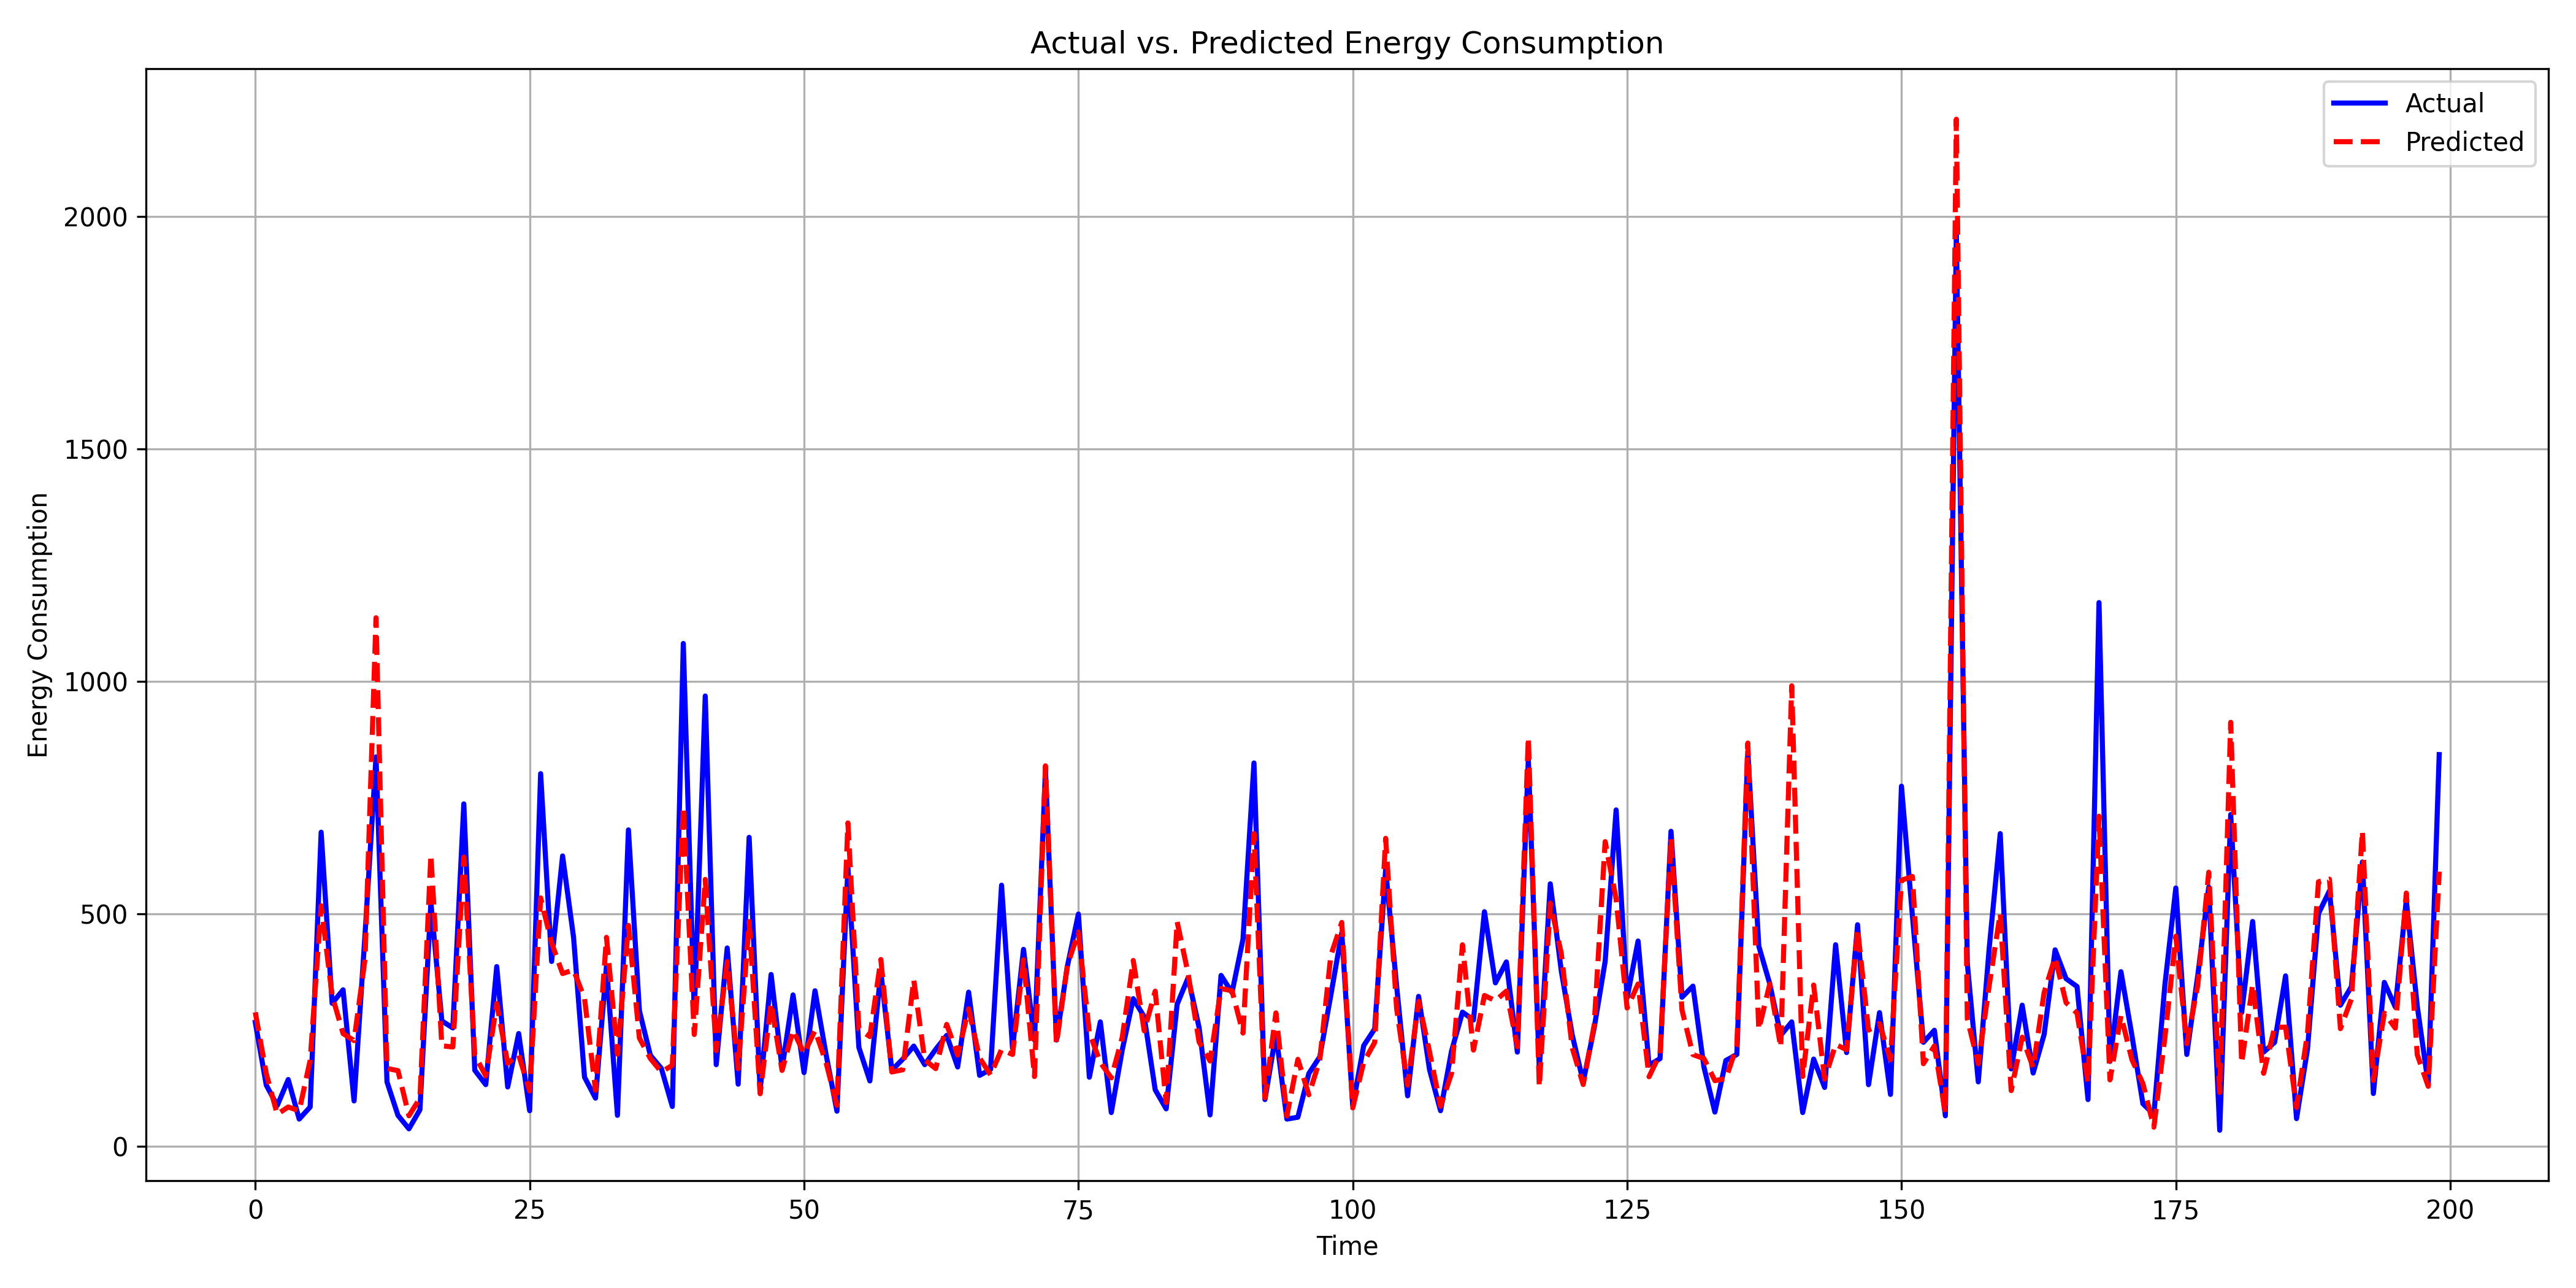 Actual vs. Predicted Energy Consumption
Actual
Predicted
Energy Consumption
2000
1500
1000
500
0
0 25 50 75 100 125 150 175 200
Time